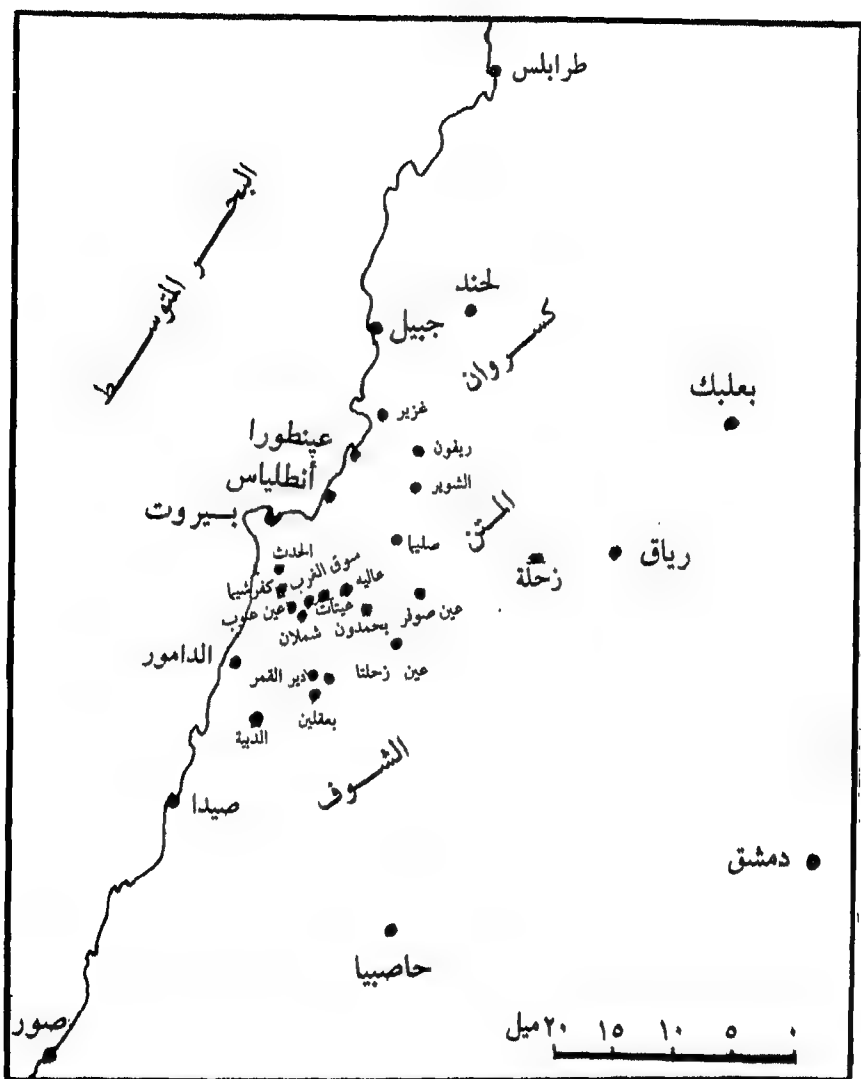 طرابلس
البحر المتوسط
لحند
جبيل
كسروان
بعلبك
غزير
عينطورا
ريفون
أنطلياس
الشوير
المتن
بيروت
صليما
رياق
زحلة
الحدث
سوق الغرب
عاليه
كفرشيما
عين صوفر
عيتات
عين عنوب
بحمدون
شملان
الدامور
عين زحلتا
دير القمر
بعقلين
الدبية
الشوف
صيدا
دمشق
حاصبيا
صور
٢٠ ميل ١٥ ١٠ ٥ ٠